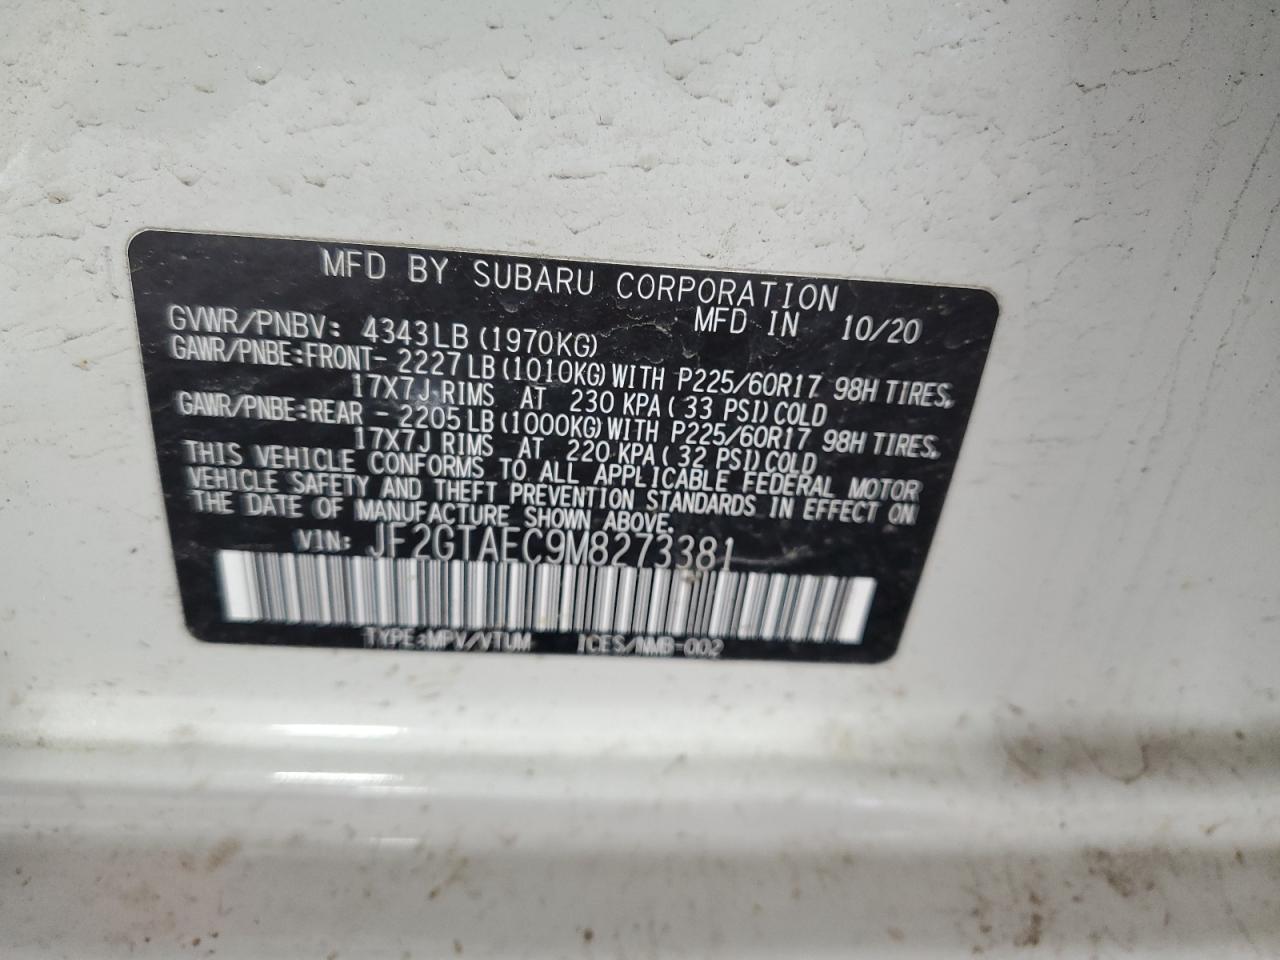 MFD BY SUBARU CORPORATION
MFD IN 10/20
GVWR/PNBV: 4343LB (1970KG)
GAWR/PNBE:FRONT- 2227LB (1010KG) WITH P225/60R17 98H TIRES,
17X7J RIMS AT 230 KPA ( 33 PSI) COLD
GAWR/PNBE:REAR - 2205LB (1000KG) WITH P225/60R17 98H TIRES,
17X7J RIMS AT 220 KPA ( 32 PSI) COLD
THIS VEHICLE CONFORMS TO ALL APPLICABLE FEDERAL MOTOR
VEHICLE SAFETY AND THEFT PREVENTION STANDARDS IN EFFECT ON
THE DATE OF MANUFACTURE SHOWN ABOVE.
VIN: JF2GTAEC9M8273381
TYPE:MPV/VTUM ICES/NMB-002